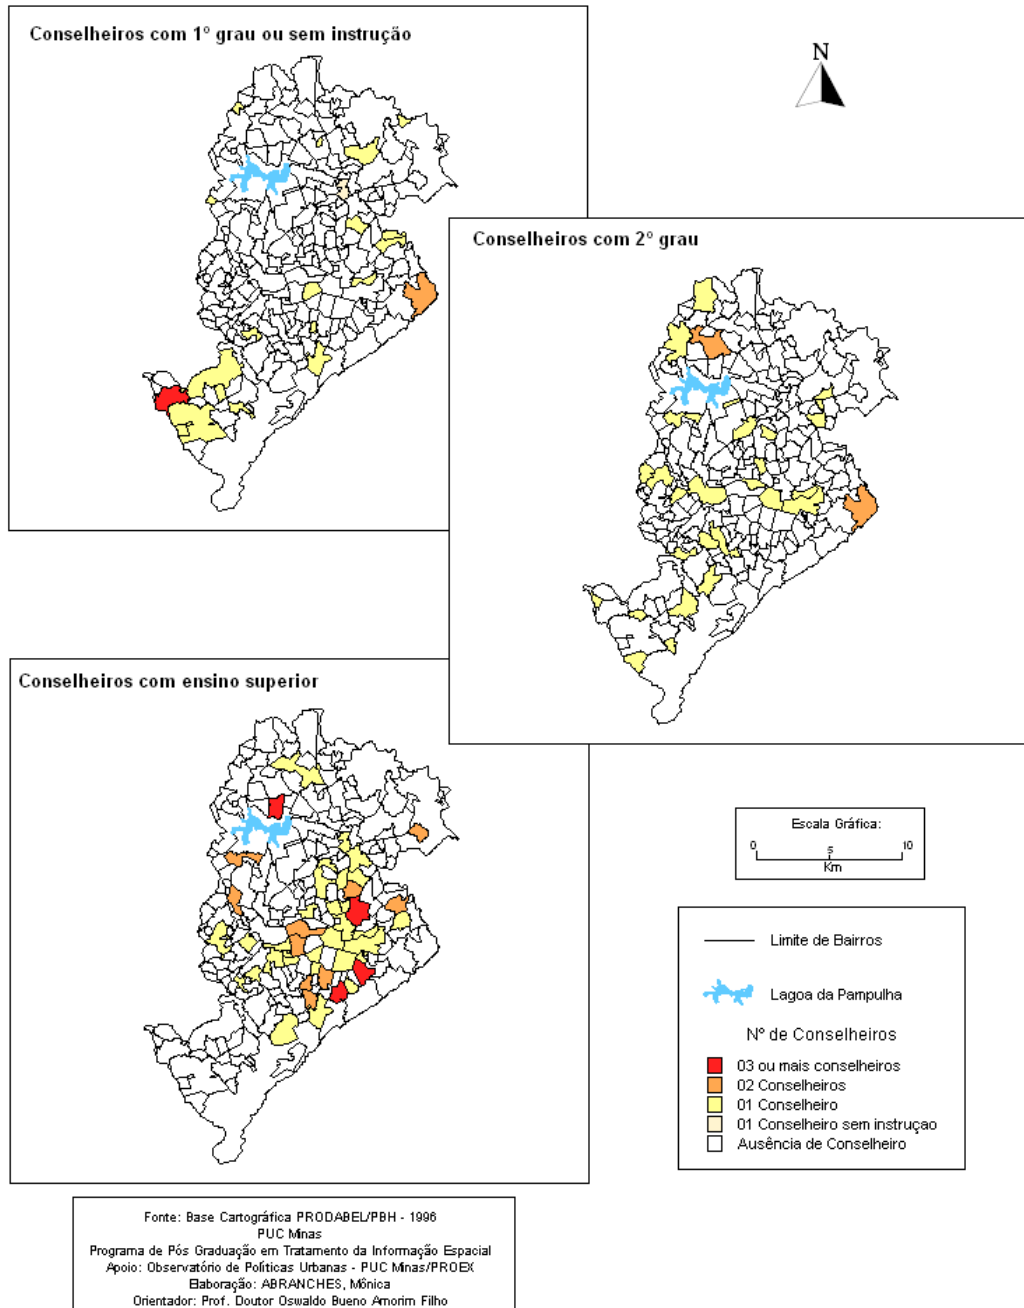 Conselheiros com 1º grau ou sem instrução
N
Conselheiros com 2º grau
Conselheiros com ensino superior
Escala Gráfica:
0 5 10
Km
Limite de Bairros
Lagoa da Pampulha
Nº de Conselheiros
03 ou mais conselheiros
02 Conselheiros
01 Conselheiro
01 Conselheiro sem instruçao
Ausência de Conselheiro
Fonte: Base Cartográfica PRODABEL/PBH - 1996
PUC Minas
Programa de Pós Graduação em Tratamento da Informação Espacial
Apoio: Observatório de Políticas Urbanas - PUC Minas/PROEX
Elaboração: ABRANCHES, Mônica
Orientador: Prof. Doutor Oswaldo Bueno Amorim Filho